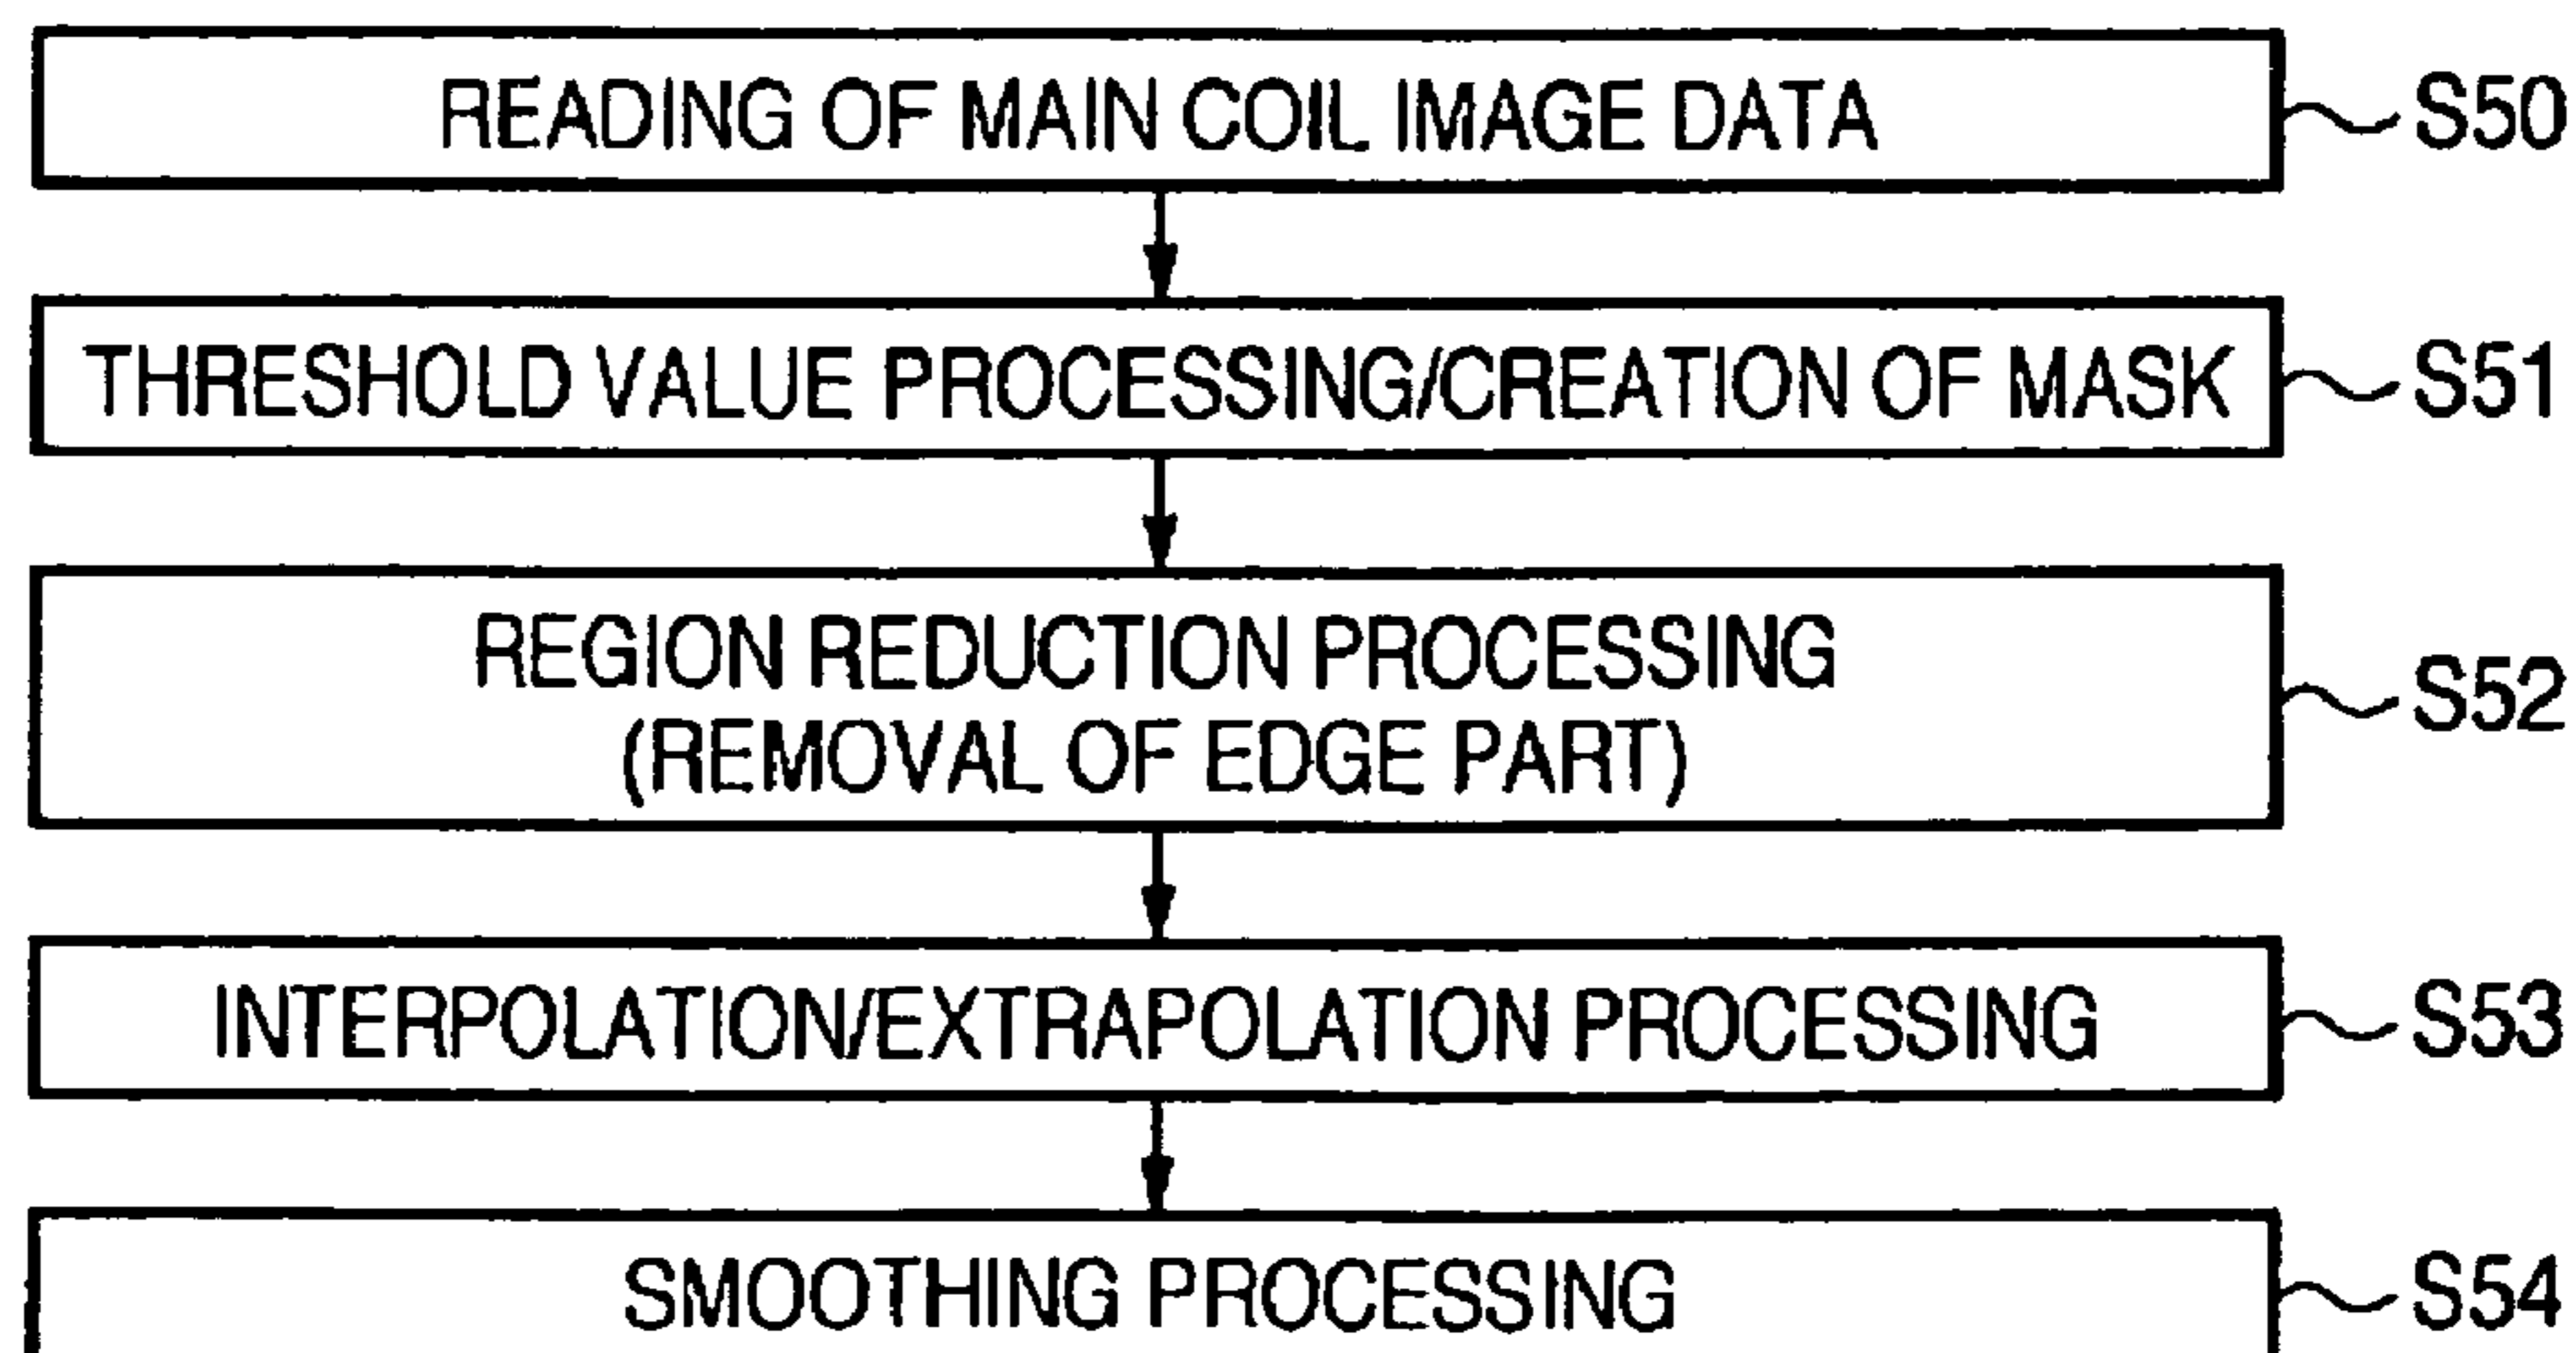 READING OF MAIN COIL IMAGE DATA
S50
THRESHOLD VALUE PROCESSING/CREATION OF MASK
S51
REGION REDUCTION PROCESSING
(REMOVAL OF EDGE PART)
S52
INTERPOLATION/EXTRAPOLATION PROCESSING
S53
SMOOTHING PROCESSING
S54